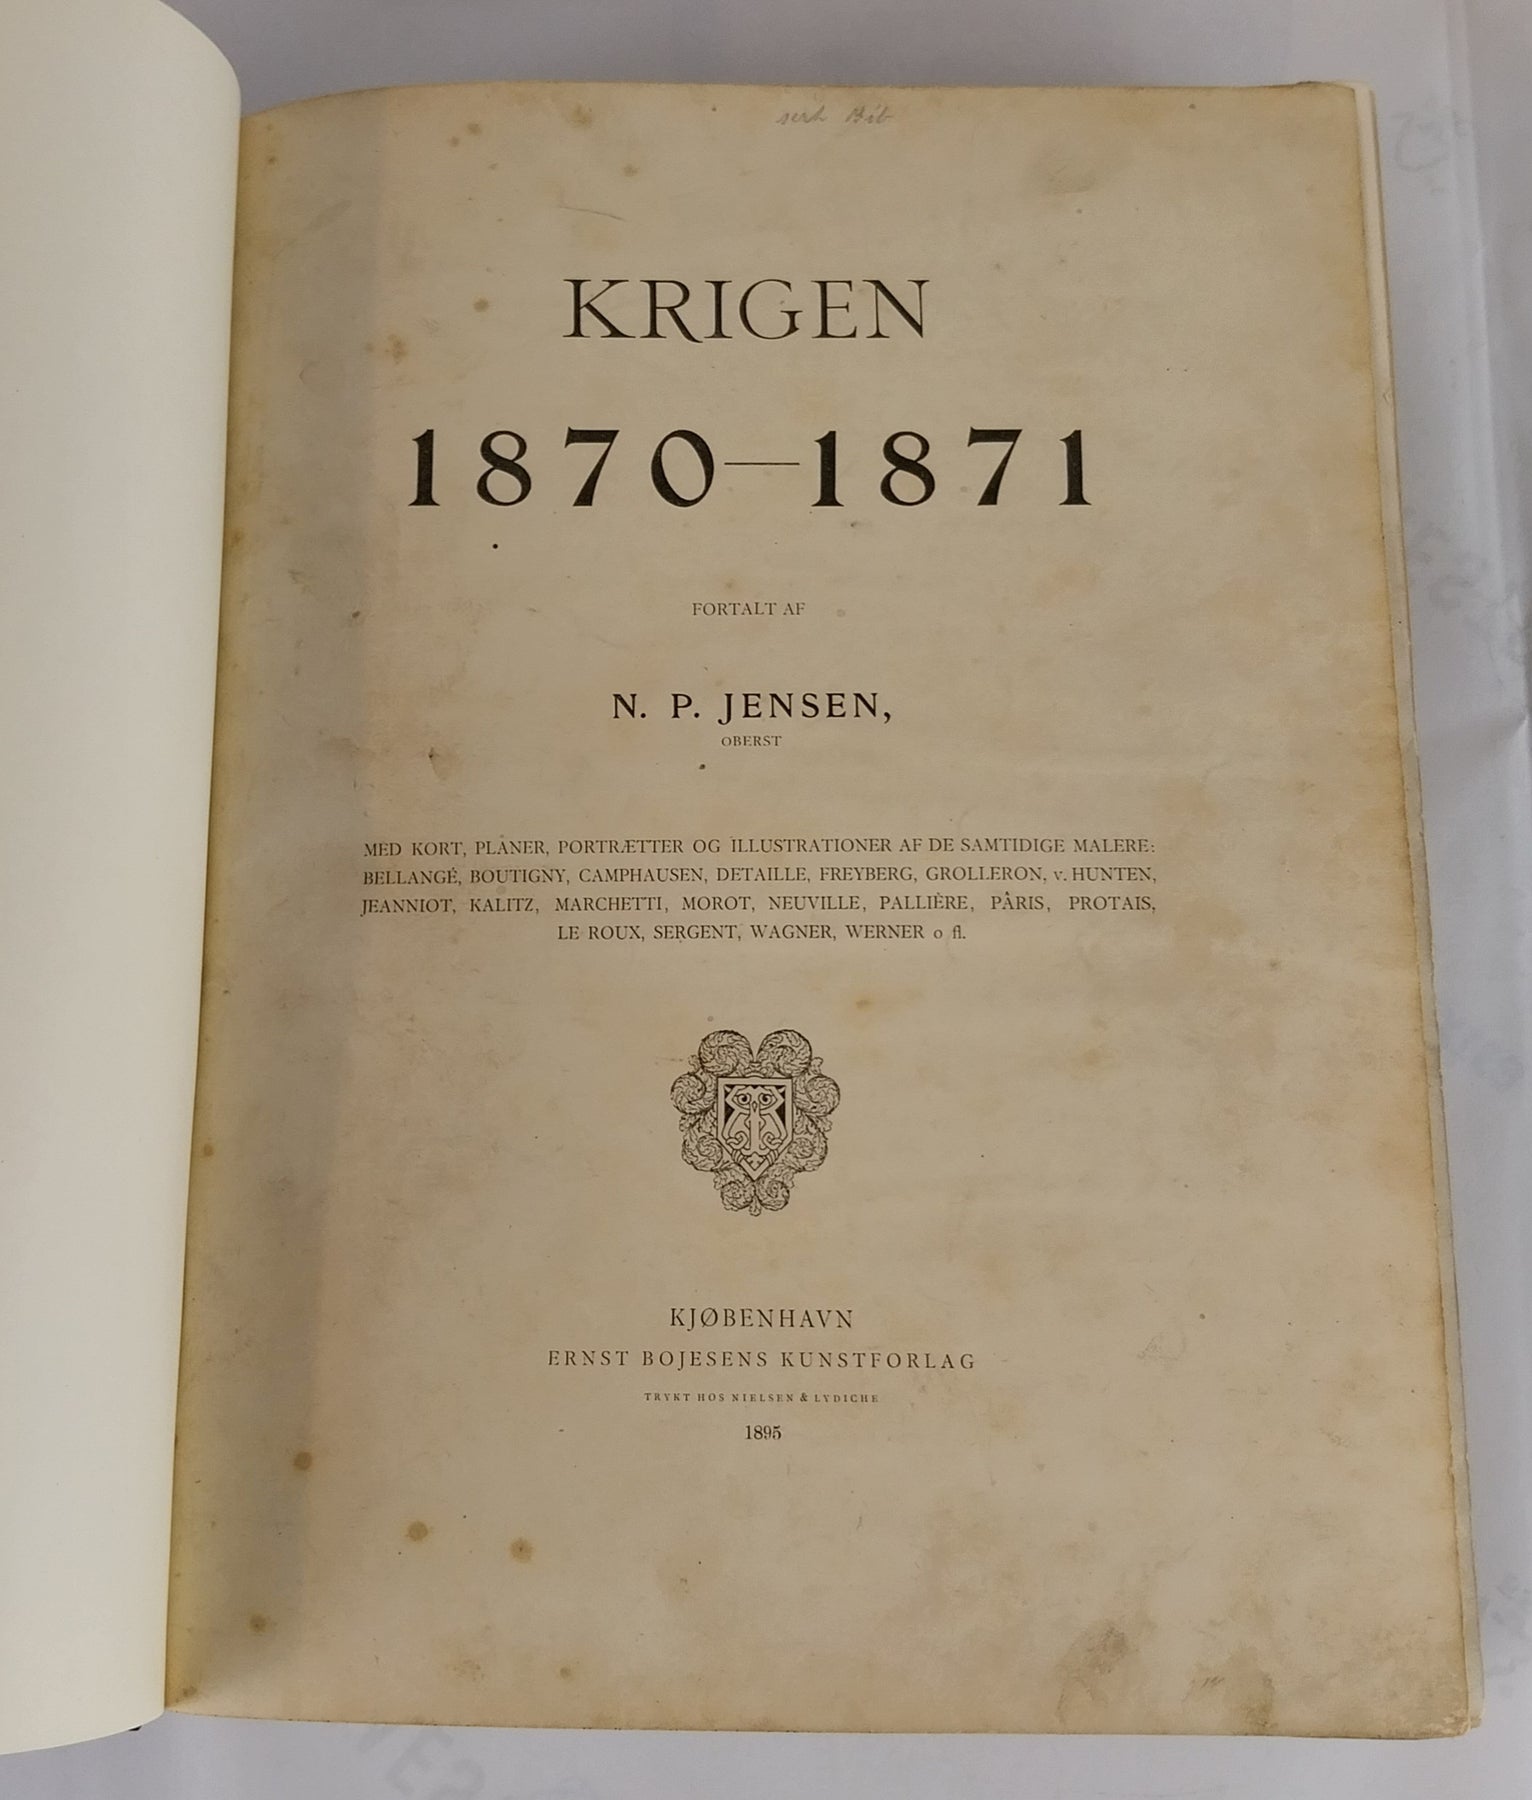 KRIGEN
1870—1871
FORTALT AF
N. P. JENSEN,
OBERST
MED KORT, PLANER, PORTRÆTTER OG ILLUSTRATIONER AF DE SAMTIDIGE MALERE:
BELLANGÉ, BOUTIGNY, CAMPHAUSEN, DETAILLE, FREYBERG, GROLLERON, v. HUNTEN,
JEANNIOT, KALITZ, MARCHETTI, MOROT, NEUVILLE, PALLIÈRE, PÂRIS, PROTAIS,
LE ROUX, SERGENT, WAGNER, WERNER o fl.
KJØBENHAVN
ERNST BOJESENS KUNSTFORLAG
TRYKT HOS NIELSEN & LYDICHE
1895